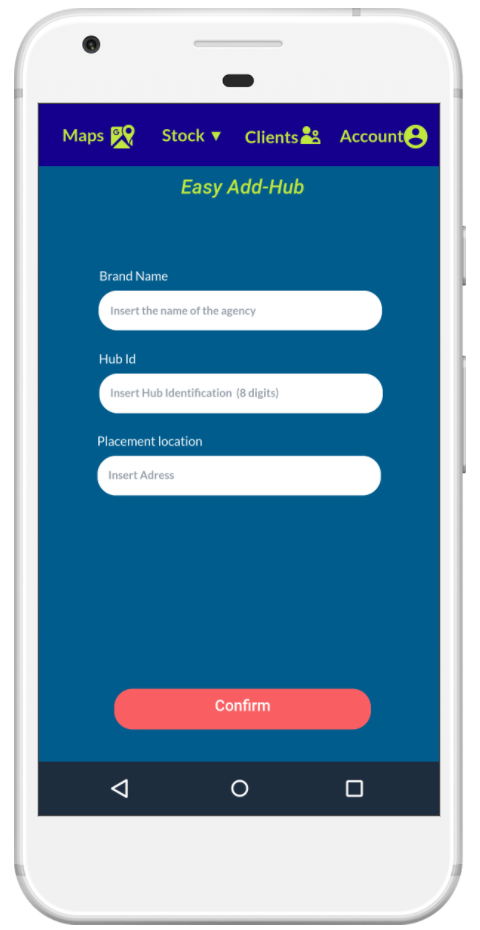 Maps Stock ▼ Clients Account
Easy Add-Hub
Brand Name
Insert the name of the agency
Hub Id
Insert Hub Identification (8 digits)
Placement location
Insert Adress
Confirm